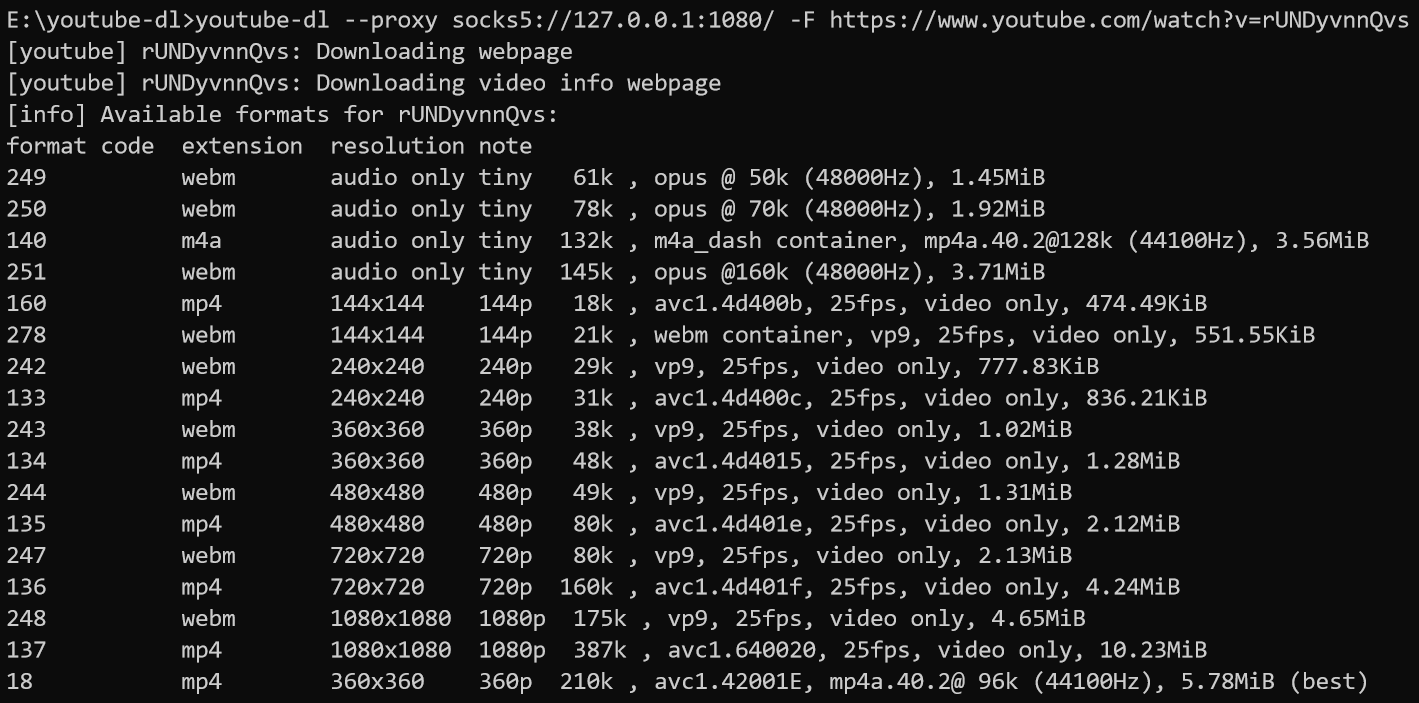 E:\youtube-dl>youtube-dl --proxy socks5://127.0.0.1:1080/ -F https://www.youtube.com/watch?v=rUNDyvnnQvs
[youtube] rUNDyvnnQvs: Downloading webpage
[youtube] rUNDyvnnQvs: Downloading video info webpage
[info] Available formats for rUNDyvnnQvs:
format code  extension  resolution note
249          webm       audio only tiny   61k , opus @ 50k (48000Hz), 1.45MiB
250          webm       audio only tiny   78k , opus @ 70k (48000Hz), 1.92MiB
140          m4a        audio only tiny  132k , m4a_dash container, mp4a.40.2@128k (44100Hz), 3.56MiB
251          webm       audio only tiny  145k , opus @160k (48000Hz), 3.71MiB
160          mp4        144x144    144p   18k , avc1.4d400b, 25fps, video only, 474.49KiB
278          webm       144x144    144p   21k , webm container, vp9, 25fps, video only, 551.55KiB
242          webm       240x240    240p   29k , vp9, 25fps, video only, 777.83KiB
133          mp4        240x240    240p   31k , avc1.4d400c, 25fps, video only, 836.21KiB
243          webm       360x360    360p   38k , vp9, 25fps, video only, 1.02MiB
134          mp4        360x360    360p   48k , avc1.4d4015, 25fps, video only, 1.28MiB
244          webm       480x480    480p   49k , vp9, 25fps, video only, 1.31MiB
135          mp4        480x480    480p   80k , avc1.4d401e, 25fps, video only, 2.12MiB
247          webm       720x720    720p   80k , vp9, 25fps, video only, 2.13MiB
136          mp4        720x720    720p  160k , avc1.4d401f, 25fps, video only, 4.24MiB
248          webm       1080x1080  1080p  175k , vp9, 25fps, video only, 4.65MiB
137          mp4        1080x1080  1080p  387k , avc1.640020, 25fps, video only, 10.23MiB
18           mp4        360x360    360p  210k , avc1.42001E, mp4a.40.2@ 96k (44100Hz), 5.78MiB (best)